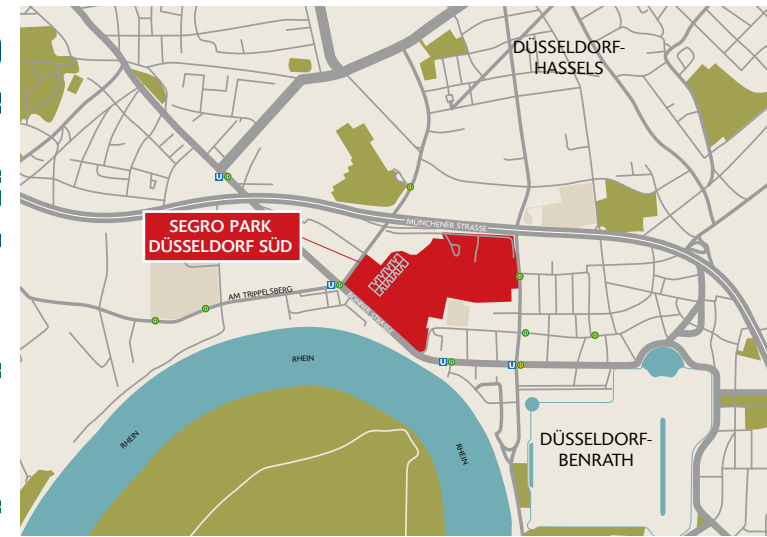 DÜSSELDORF-
HASSELS
U
H
H
SEGRO PARK
DÜSSELDORF SÜD
MÜNCHENER STRASSE
H
U
H
AM TRIPPELSBERG
H
H
H
H
RHEIN
U
H
U
H
RHEIN
RHEIN
DÜSSELDORF-
BENRATH